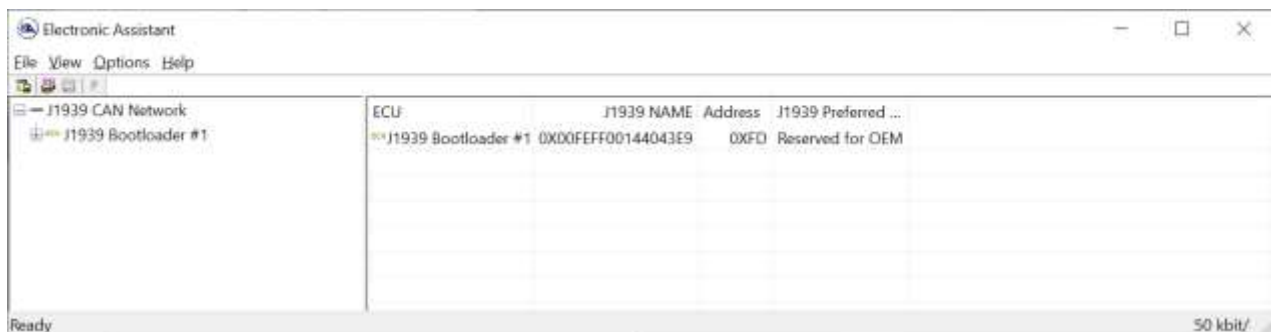 Electronic Assistant
File View Options Help
J1939 CAN Network
J1939 Bootloader #1
ECU J1939 NAME Address J1939 Preferred ...
J1939 Bootloader #1 0X00FEFF00144043E9 0XFD Reserved for OEM
Ready 50 kbit/